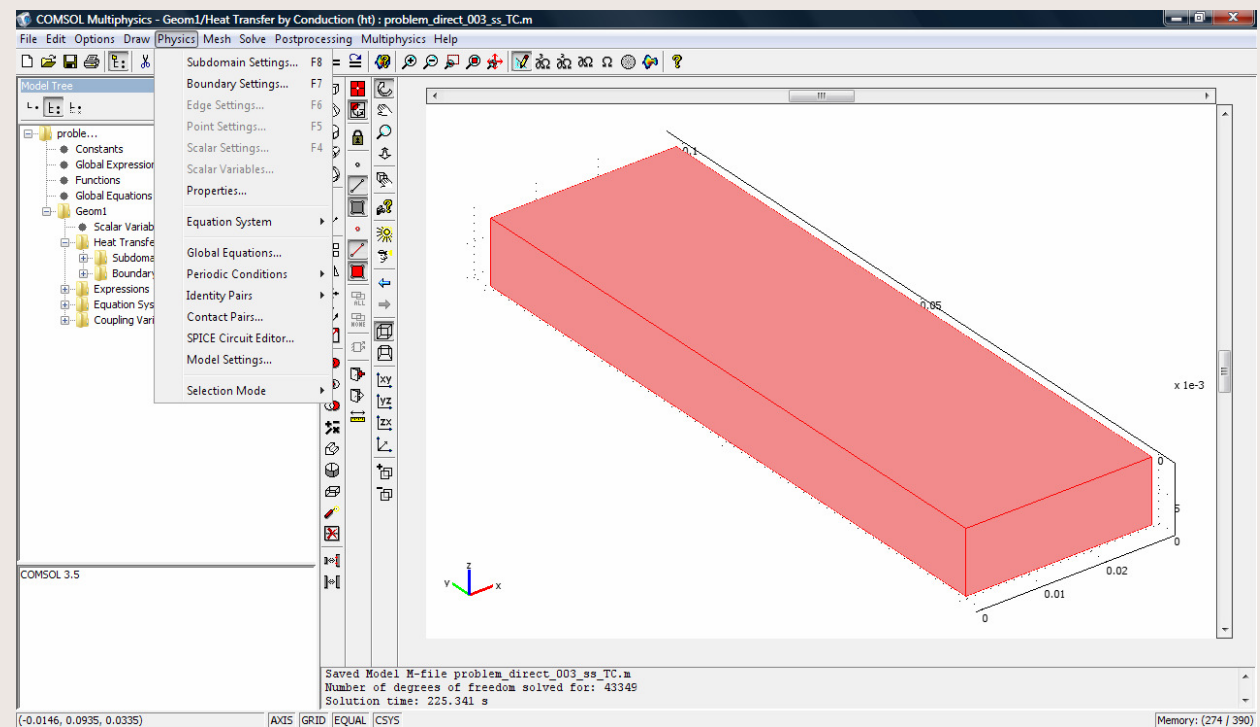 COMSOL Multiphysics - Geom1/Heat Transfer by Conduction (ht) : problem_direct_003_ss_TC.m
File Edit Options Draw Physics Mesh Solve Postprocessing Multiphysics Help
Model Tree
proble...
Constants
Global Expression
Functions
Global Equations
Geom1
Scalar Variab
Heat Transfe
Subdoma
Boundary
Expressions
Equation Sys
Coupling Vari
Subdomain Settings... F8
Boundary Settings... F7
Edge Settings... F6
Point Settings... F5
Scalar Settings... F4
Scalar Variables...
Properties...
Equation System
Global Equations...
Periodic Conditions
Identity Pairs
Contact Pairs...
SPICE Circuit Editor...
Model Settings...
Selection Mode
ALL
NONE
xy
yz
zx
0.1
0.05
x 1e-3
0
5
0
0.02
0.01
0
z
y
x
COMSOL 3.5
Saved Model M-file problem_direct_003_ss_TC.m
Number of degrees of freedom solved for: 43349
Solution time: 225.341 s
(-0.0146, 0.0935, 0.0335) AXIS GRID EQUAL CSYS Memory: (274 / 390)